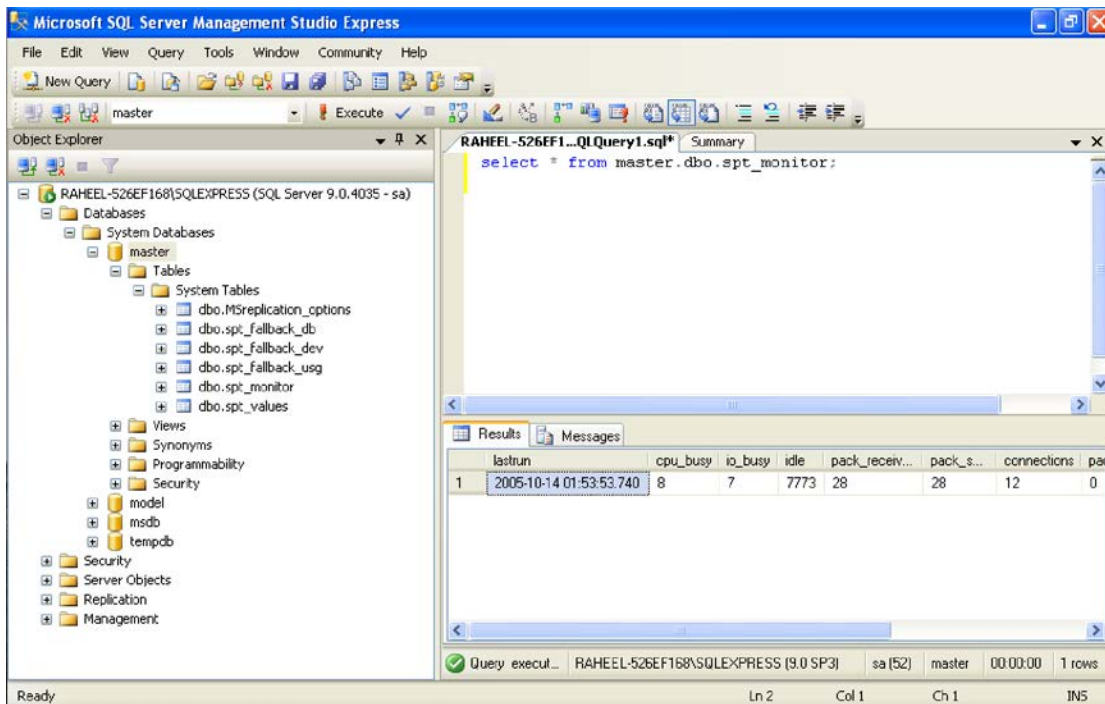 Microsoft SQL Server Management Studio Express
File Edit View Query Tools Window Community Help
New Query
master Execute
Object Explorer
RAHEEL-526EF168\SQLEXPRESS (SQL Server 9.0.4035 - sa)
Databases
System Databases
master
Tables
System Tables
dbo.MSreplication_options
dbo.spt_fallback_db
dbo.spt_fallback_dev
dbo.spt_fallback_usg
dbo.spt_monitor
dbo.spt_values
Views
Synonyms
Programmability
Security
model
msdb
tempdb
Security
Server Objects
Replication
Management
RAHEEL-526EF1...QLQuery1.sql* Summary
select * from master.dbo.spt_monitor;
Results Messages
lastrun cpu_busy io_busy idle pack_receiv... pack_s... connections pac
1 2005-10-14 01:53:53.740 8 7 7773 28 28 12 0
Query execut... RAHEEL-526EF168\SQLEXPRESS (9.0 SP3) sa (52) master 00:00:00 1 rows
Ready Ln 2 Col 1 Ch 1 INS